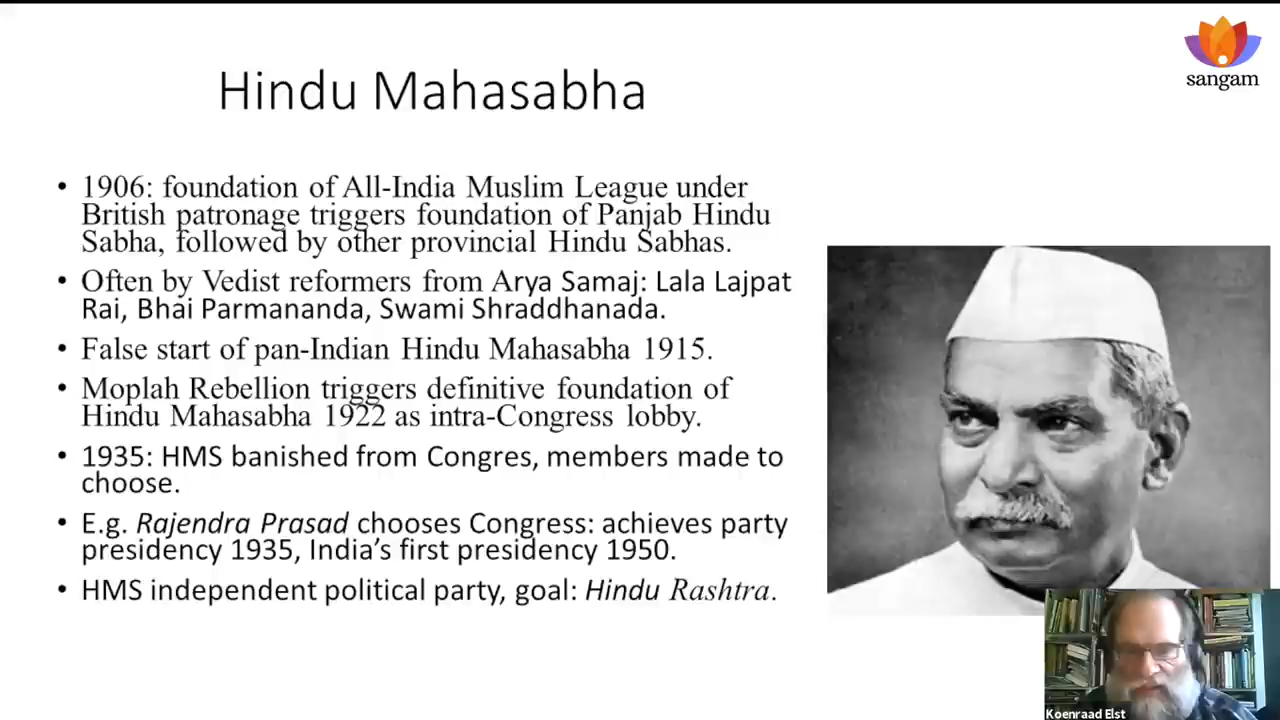 Hindu Mahasabha
sangam
• 1906: foundation of All-India Muslim League under
British patronage triggers foundation of Panjab Hindu
Sabha, followed by other provincial Hindu Sabhas.
• Often by Vedist reformers from Arya Samaj: Lala Lajpat
Rai, Bhai Parmananda, Swami Shraddhanada.
• False start of pan-Indian Hindu Mahasabha 1915.
• Moplah Rebellion triggers definitive foundation of
Hindu Mahasabha 1922 as intra-Congress lobby.
• 1935: HMS banished from Congres, members made to
choose.
• E.g. Rajendra Prasad chooses Congress: achieves party
presidency 1935, India’s first presidency 1950.
• HMS independent political party, goal: Hindu Rashtra.
Koenraad Elst